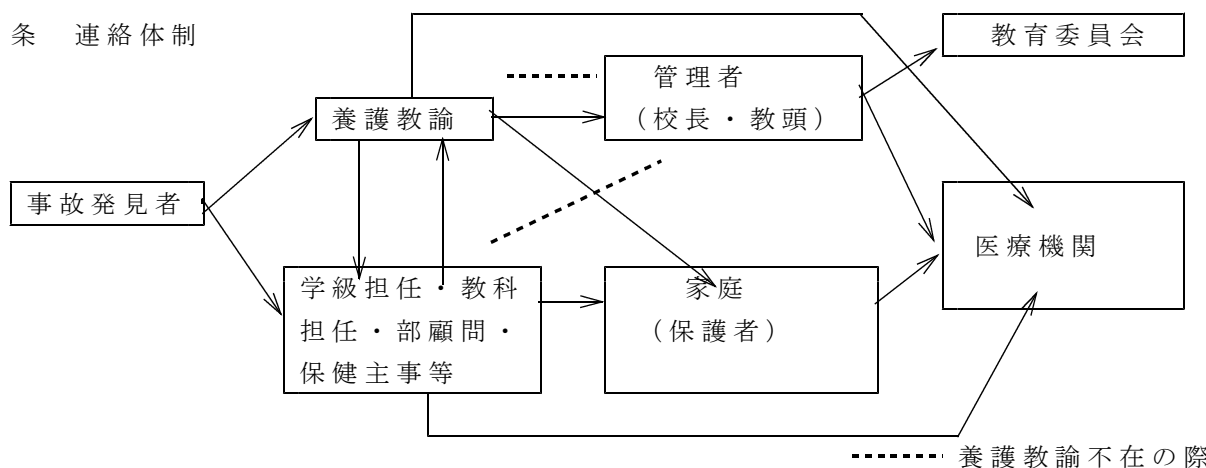 条 連絡体制
教育委員会
管理者
(校長・教頭)
養護教諭
事故発見者
医療機関
学級担任・教科
担任・部顧問・
保健主事等
家庭
(保護者)
養護教諭不在の際